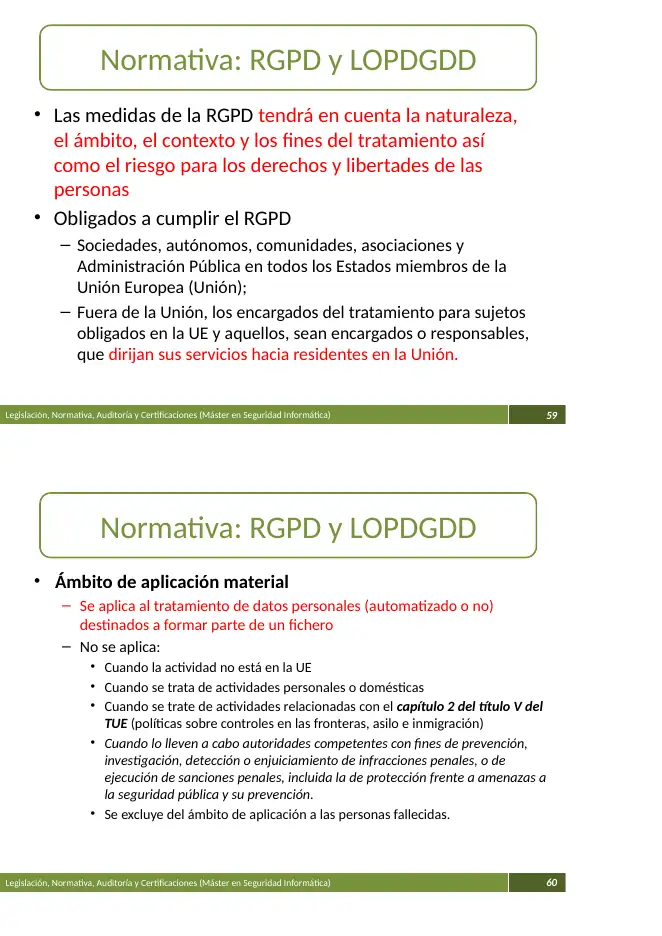 Normativa: RGPD y LOPDGDD
• Las medidas de la RGPD tendrá en cuenta la naturaleza,
el ámbito, el contexto y los fines del tratamiento así
como el riesgo para los derechos y libertades de las
personas
• Obligados a cumplir el RGPD
– Sociedades, autónomos, comunidades, asociaciones y
Administración Pública en todos los Estados miembros de la
Unión Europea (Unión);
– Fuera de la Unión, los encargados del tratamiento para sujetos
obligados en la UE y aquellos, sean encargados o responsables,
que dirijan sus servicios hacia residentes en la Unión.
Legislación, Normativa, Auditoría y Certificaciones (Máster en Seguridad Informática) 59
Normativa: RGPD y LOPDGDD
• Ámbito de aplicación material
– Se aplica al tratamiento de datos personales (automatizado o no)
destinados a formar parte de un fichero
– No se aplica:
• Cuando la actividad no está en la UE
• Cuando se trata de actividades personales o domésticas
• Cuando se trate de actividades relacionadas con el capítulo 2 del título V del
TUE (políticas sobre controles en las fronteras, asilo e inmigración)
• Cuando lo lleven a cabo autoridades competentes con fines de prevención,
investigación, detección o enjuiciamiento de infracciones penales, o de
ejecución de sanciones penales, incluida la de protección frente a amenazas a
la seguridad pública y su prevención.
• Se excluye del ámbito de aplicación a las personas fallecidas.
Legislación, Normativa, Auditoría y Certificaciones (Máster en Seguridad Informática) 60